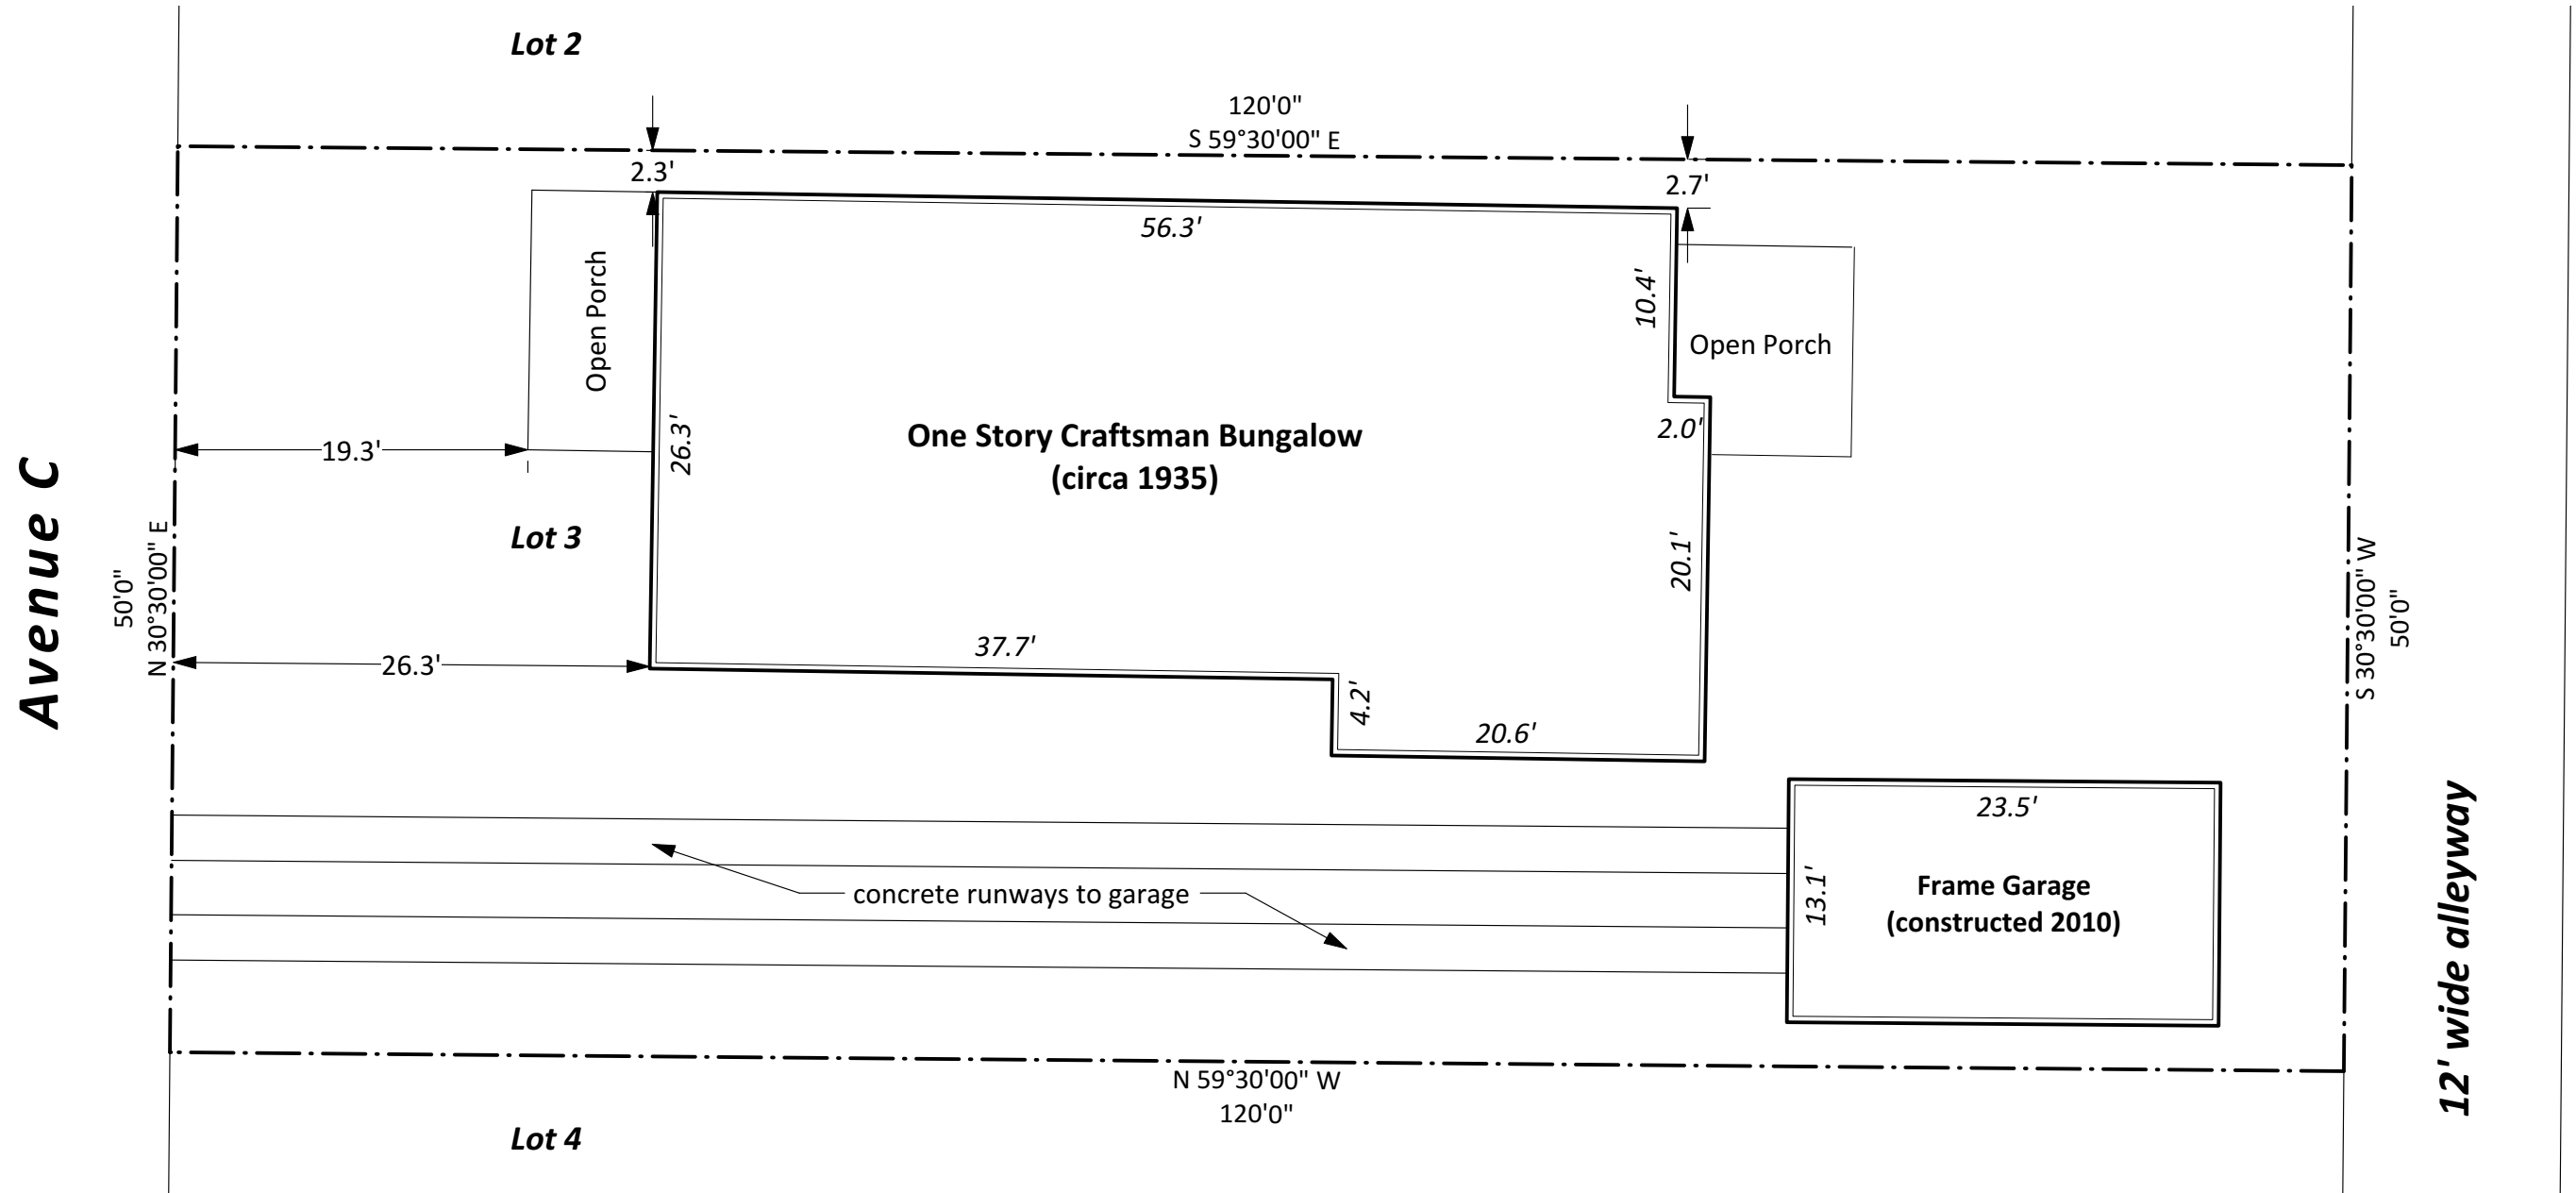 Lot 2
120'0"
S 59°30'00" E
2.3'
2.7'
56.3'
Open Porch
10.4'
Open Porch
26.3'
One Story Craftsman Bungalow
(circa 1935)
2.0'
19.3'
Avenue C
Lot 3
50'0"
N 30°30'00" E
20.1'
S 30°30'00" W
50'0"
37.7'
26.3'
4.2'
20.6'
23.5'
concrete runways to garage
13.1'
Frame Garage
(constructed 2010)
12' wide alleyway
N 59°30'00" W
120'0"
Lot 4